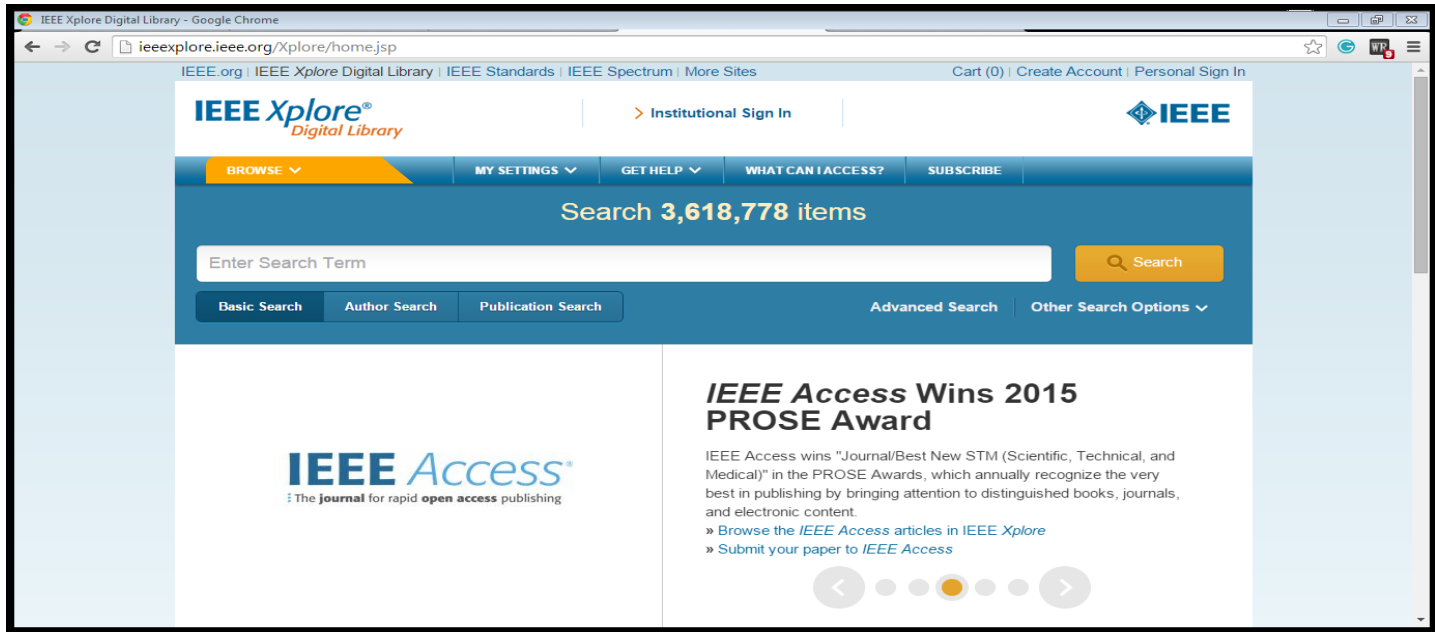 IEEE Xplore Digital Library - Google Chrome
ieeexplore.ieee.org/Xplore/home.jsp
WR 9
IEEE.org | IEEE Xplore Digital Library | IEEE Standards | IEEE Spectrum | More Sites
Cart (0) | Create Account | Personal Sign In
IEEE Xplore®
Digital Library
Institutional Sign In
IEEE
BROWSE MY SETTINGS GET HELP WHAT CAN I ACCESS? SUBSCRIBE
Search 3,618,778 items
Enter Search Term
Search
Basic Search Author Search Publication Search
Advanced Search Other Search Options
IEEE Access®
The journal for rapid open access publishing
IEEE Access Wins 2015
PROSE Award
IEEE Access wins "Journal/Best New STM (Scientific, Technical, and
Medical)" in the PROSE Awards, which annually recognize the very
best in publishing by bringing attention to distinguished books, journals,
and electronic content.
» Browse the IEEE Access articles in IEEE Xplore
» Submit your paper to IEEE Access